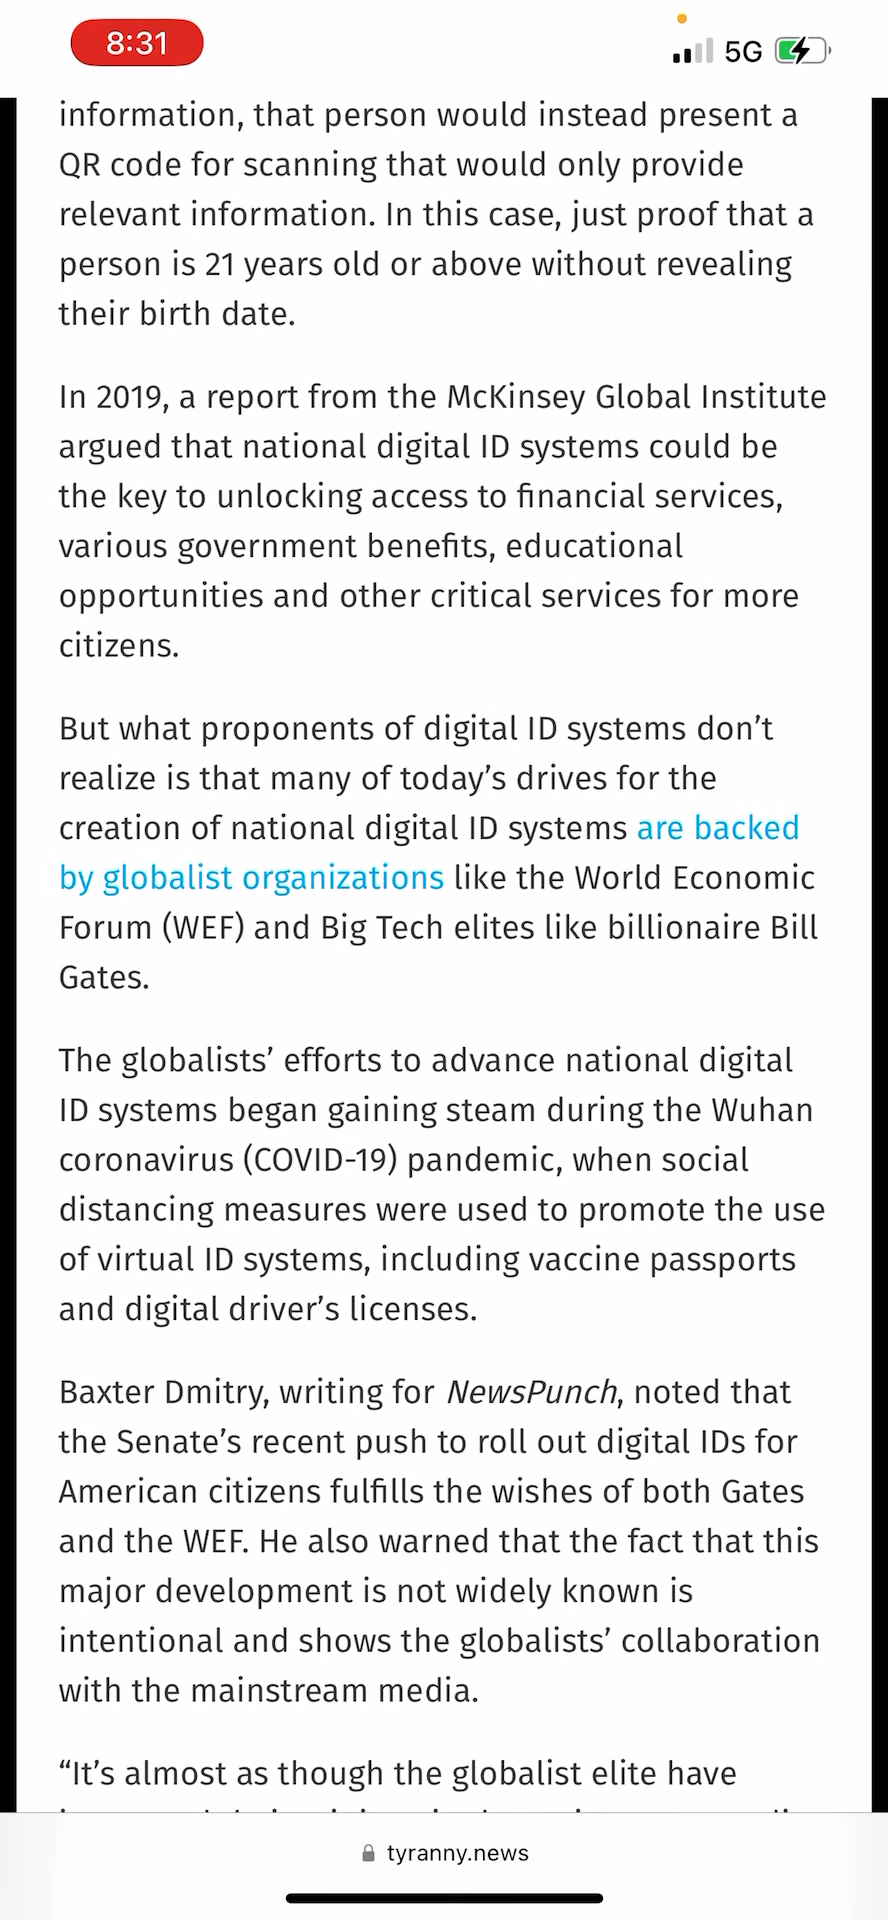 8:31
5G
information, that person would instead present a
QR code for scanning that would only provide
relevant information. In this case, just proof that a
person is 21 years old or above without revealing
their birth date.
In 2019, a report from the McKinsey Global Institute
argued that national digital ID systems could be
the key to unlocking access to financial services,
various government benefits, educational
opportunities and other critical services for more
citizens.
But what proponents of digital ID systems don’t
realize is that many of today’s drives for the
creation of national digital ID systems are backed
by globalist organizations like the World Economic
Forum (WEF) and Big Tech elites like billionaire Bill
Gates.
The globalists’ efforts to advance national digital
ID systems began gaining steam during the Wuhan
coronavirus (COVID-19) pandemic, when social
distancing measures were used to promote the use
of virtual ID systems, including vaccine passports
and digital driver’s licenses.
Baxter Dmitry, writing for NewsPunch, noted that
the Senate’s recent push to roll out digital IDs for
American citizens fulfills the wishes of both Gates
and the WEF. He also warned that the fact that this
major development is not widely known is
intentional and shows the globalists’ collaboration
with the mainstream media.
“It’s almost as though the globalist elite have
tyranny.news